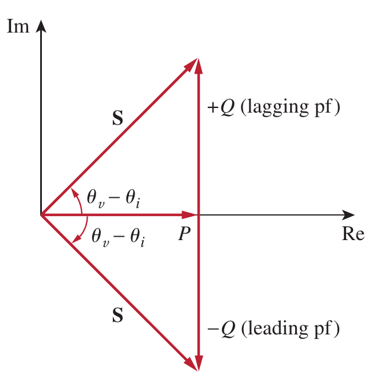 Im
S
+Q (lagging pf)
θv − θi
P
Re
θv − θi
S
−Q (leading pf)